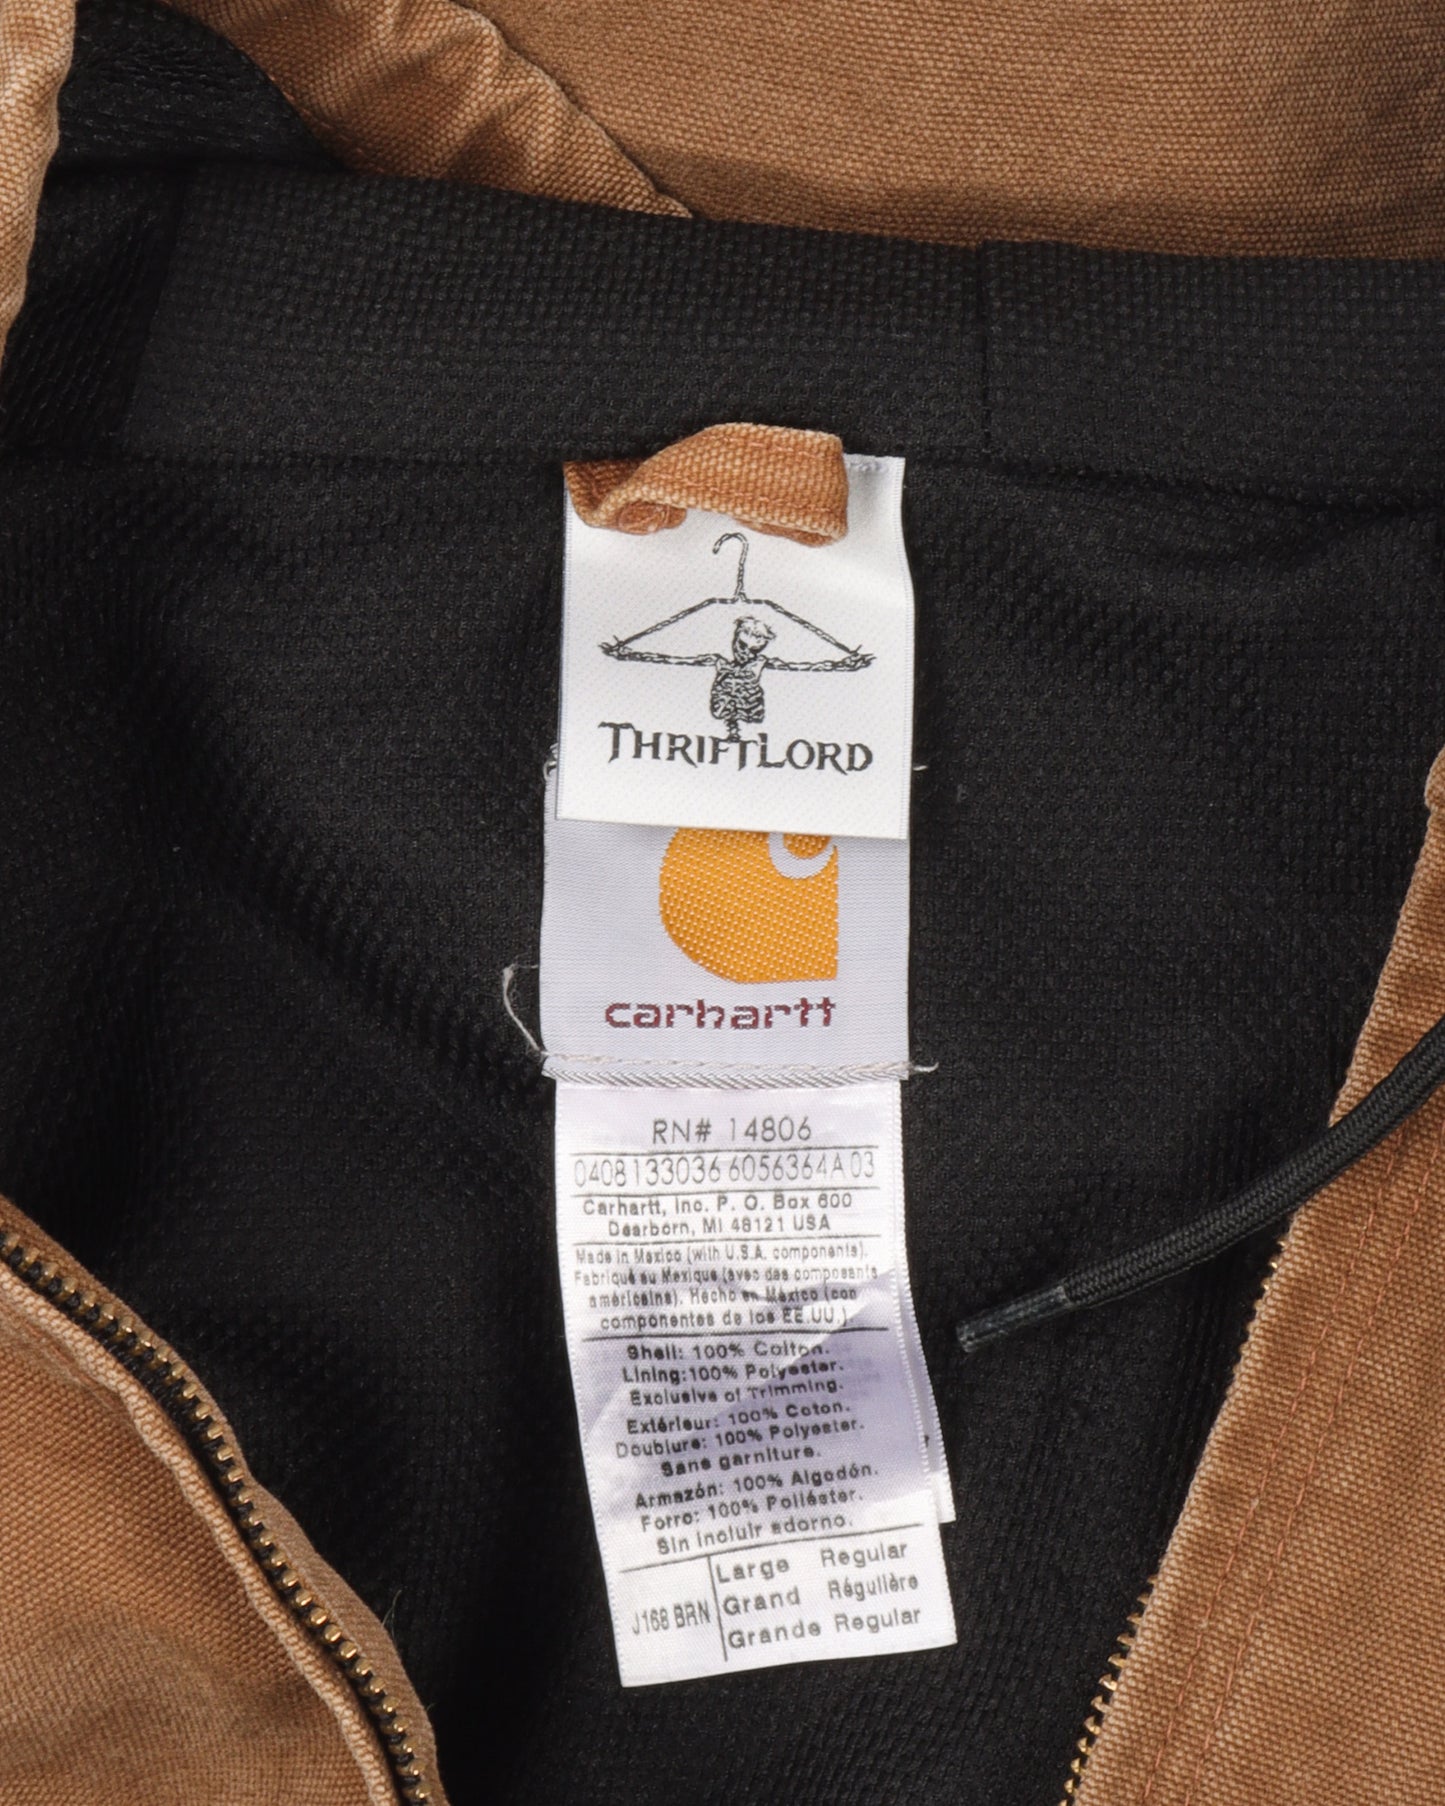 THRIFTLORD
carhartt
RN# 14806
0408133036 6056364A 03
Carhartt, Inc. P. O. Box 600
Dearborn, MI 48121 USA
Made in Mexico (with U.S.A. components).
Fabriqué au Mexique (avec des composants
américains). Hecho en México (con
componentes de los EE.UU.).
Shell: 100% Cotton.
Lining:100% Polyester.
Exclusive of Trimming.
Extérieur: 100% Coton.
Doublure: 100% Polyester.
Sans garniture.
Armazón: 100% Algodón.
Forro: 100% Poliéster.
Sin incluir adorno.
J168 BRN
Large Regular
Grand Régulière
Grande Regular